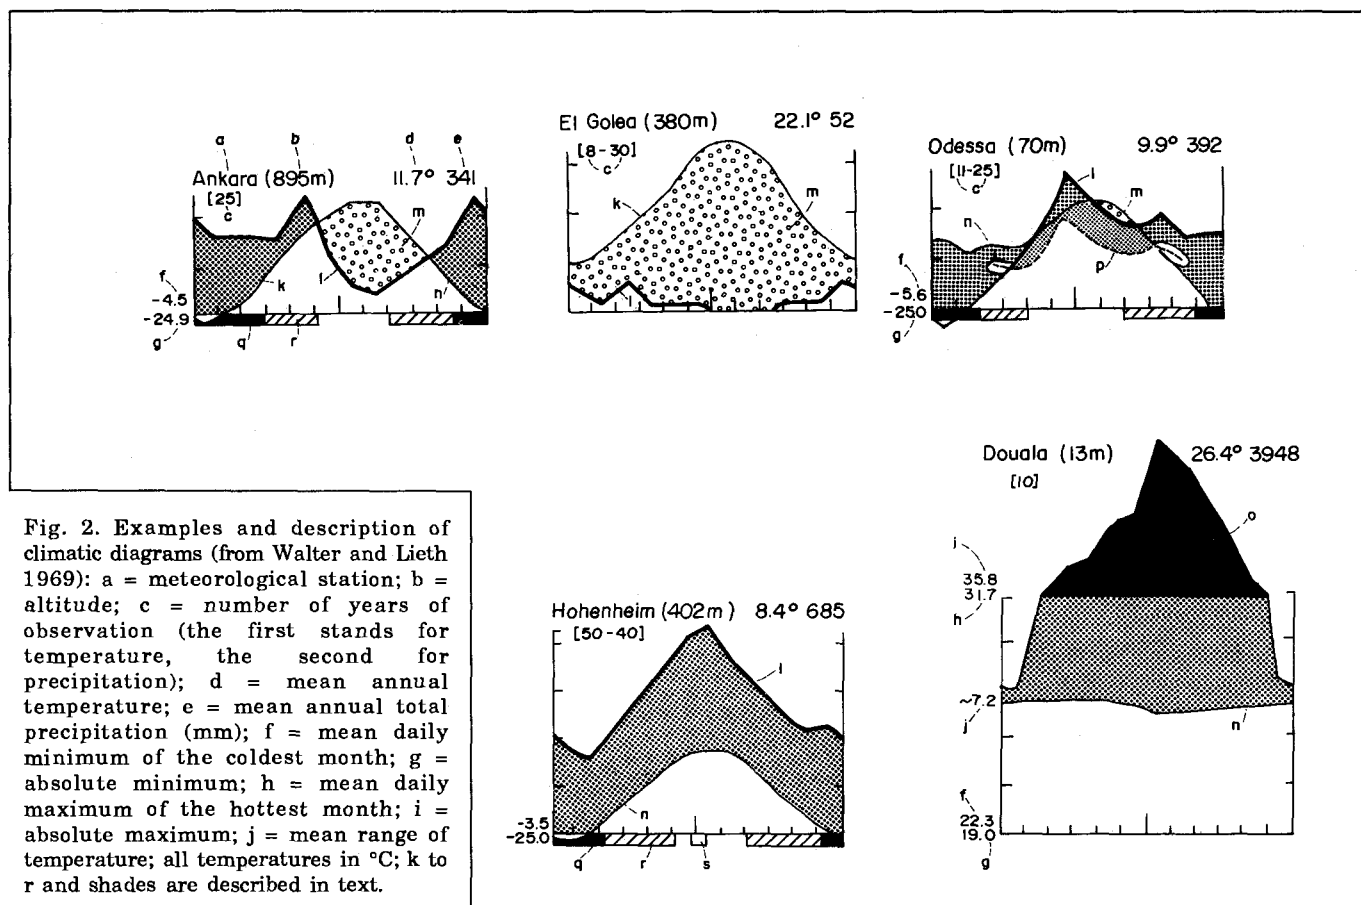 a b d e
Ankara (895m) 11.7° 341
[25]
c
m
k
l
n
f
-4.5
-24.9
g q r
El Golea (380m) 22.1° 52
[8-30]
c
k
m
l
Odessa (70m) 9.9° 392
[11-25]
c
l
m
n
p
f
-5.6
-25.0
g
Douala (13m) 26.4° 3948
[10]
o
i
35.8
31.7
h
~7.2
j
n
f
22.3
19.0
g
Hohenheim (402m) 8.4° 685
[50-40]
l
n
-3.5
-25.0
q r s
Fig. 2. Examples and description of
climatic diagrams (from Walter and Lieth
1969): a = meteorological station; b =
altitude; c = number of years of
observation (the first stands for
temperature, the second for
precipitation); d = mean annual
temperature; e = mean annual total
precipitation (mm); f = mean daily
minimum of the coldest month; g =
absolute minimum; h = mean daily
maximum of the hottest month; i =
absolute maximum; j = mean range of
temperature; all temperatures in °C; k to
r and shades are described in text.